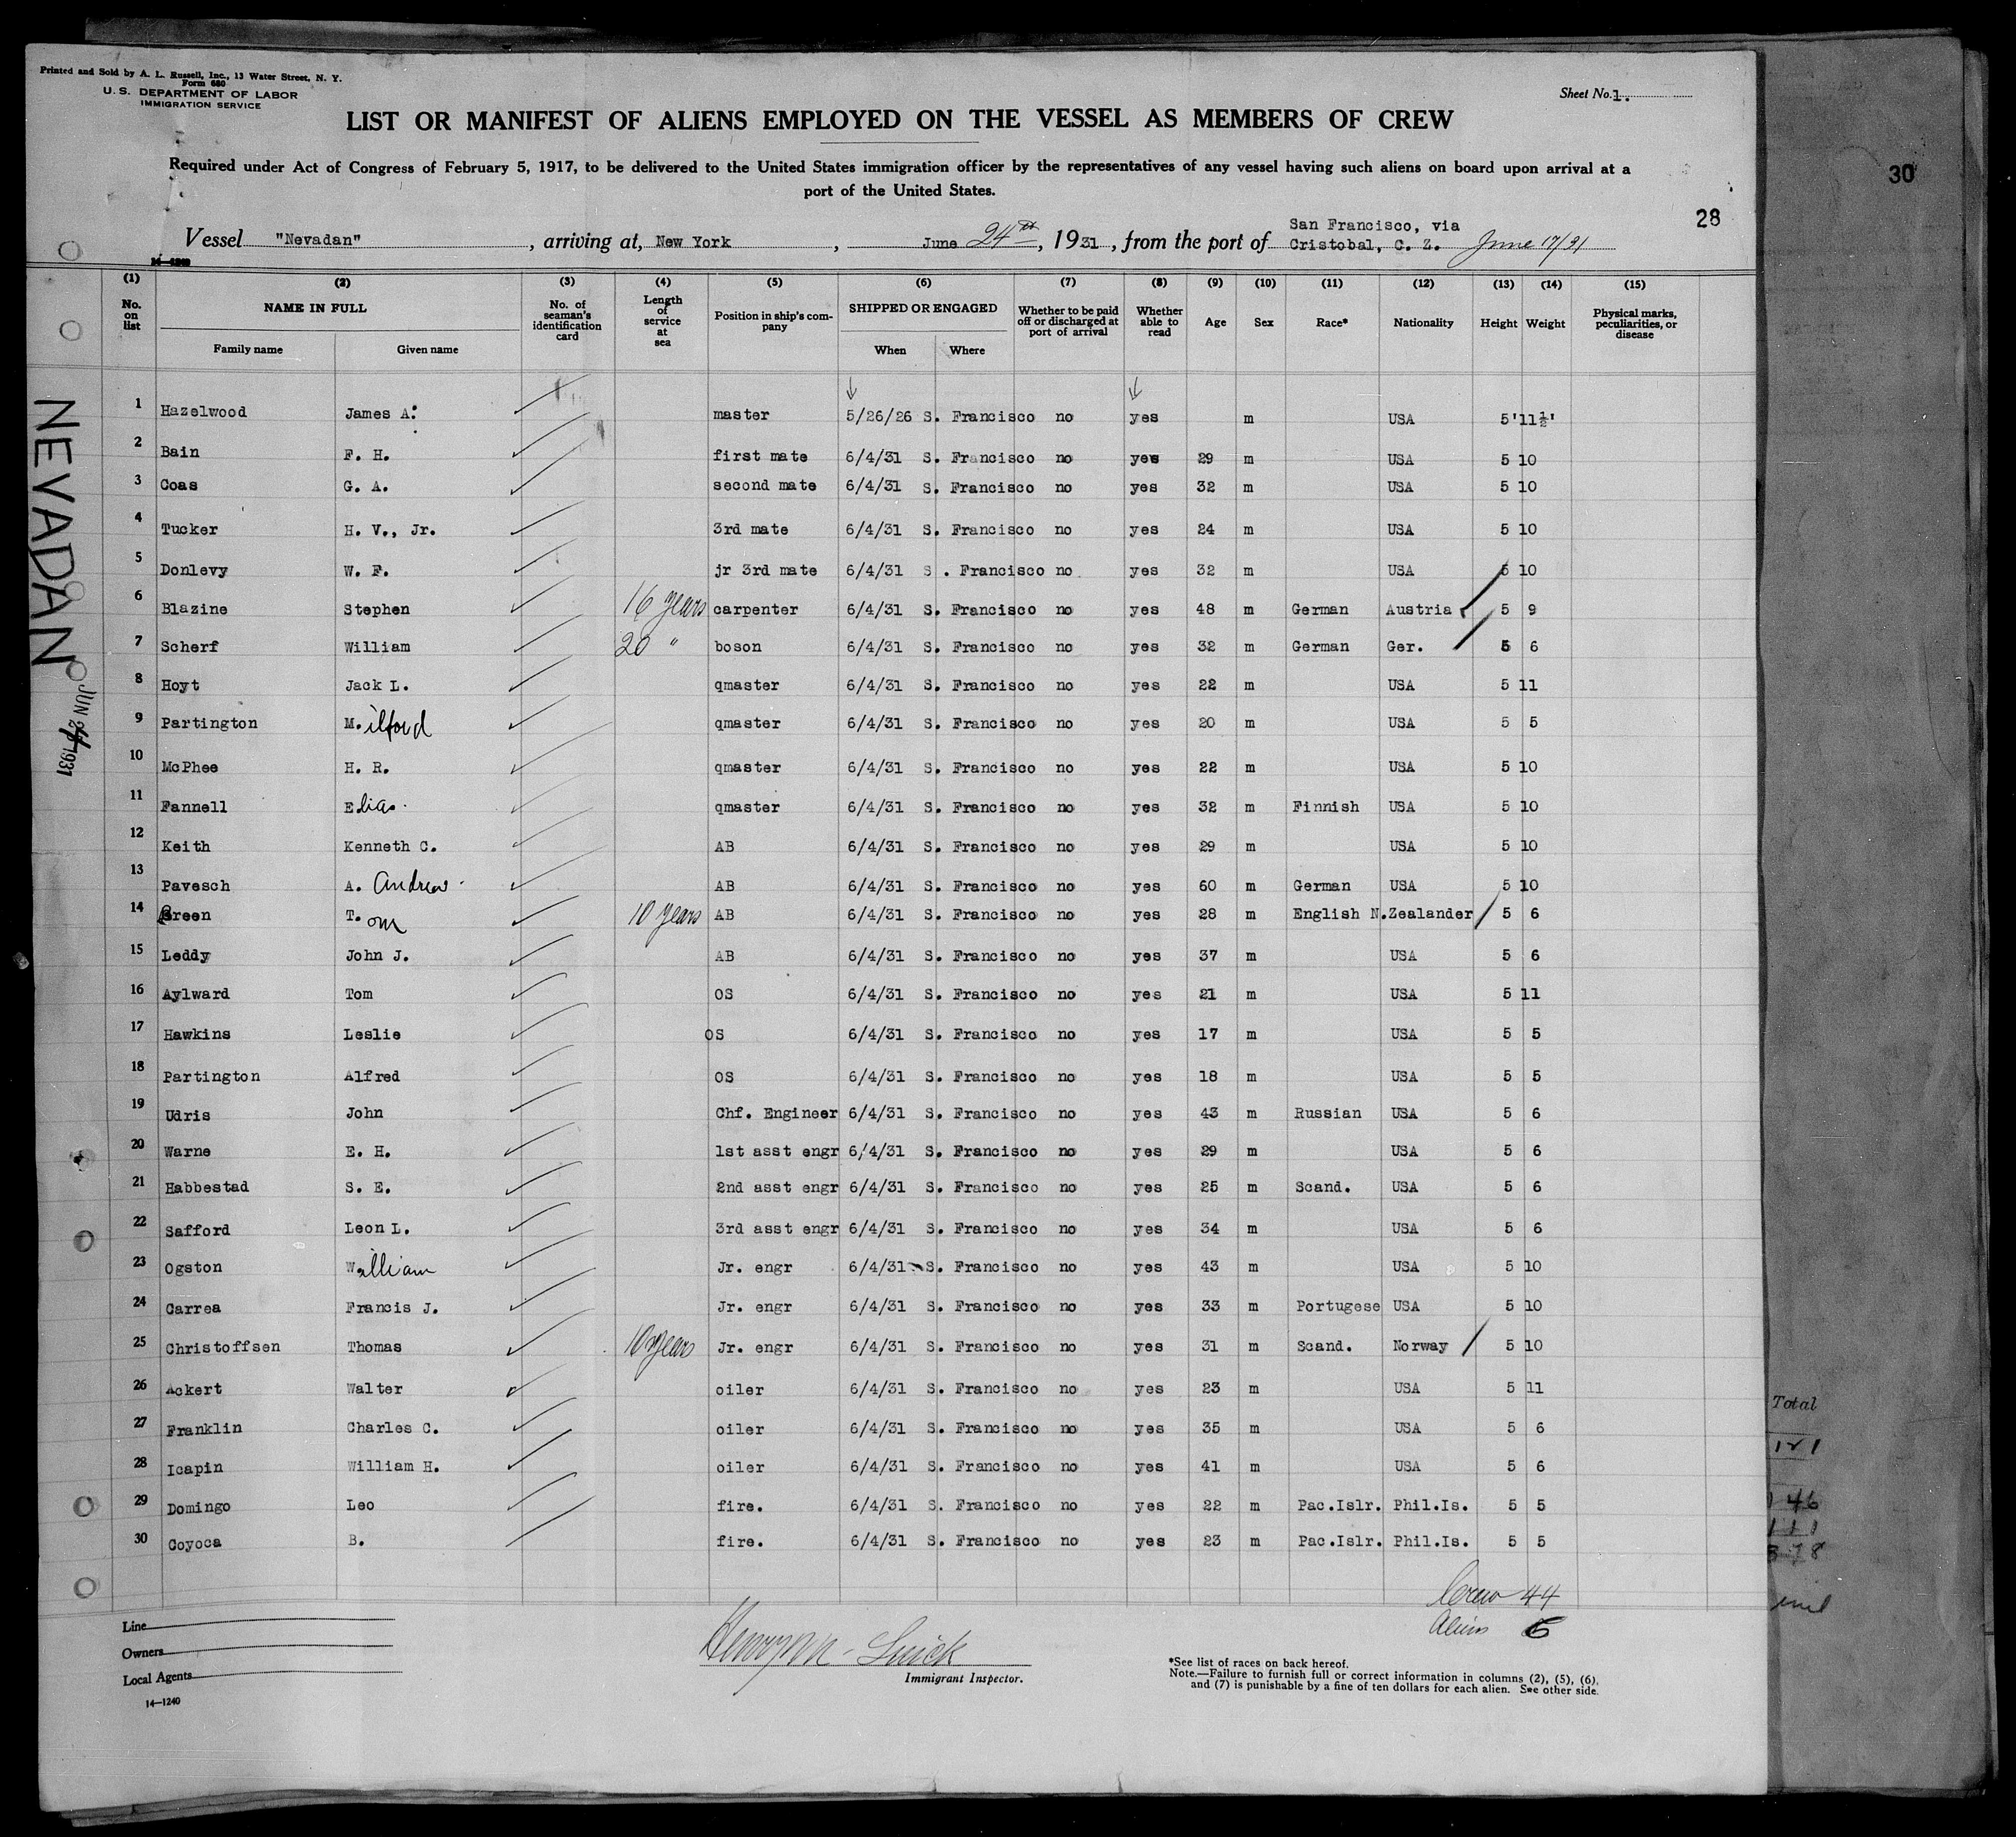 Printed and Sold by A. L. Russell, Inc., 13 Water Street, N. Y.
Form 680
U. S. DEPARTMENT OF LABOR
IMMIGRATION SERVICE
Sheet No. 1.
LIST OR MANIFEST OF ALIENS EMPLOYED ON THE VESSEL AS MEMBERS OF CREW
Required under Act of Congress of February 5, 1917, to be delivered to the United States immigration officer by the representatives of any vessel having such aliens on board upon arrival at a
port of the United States.
30
28
Vessel "Nevadan", arriving at, New York, June 24th, 1931, from the port of San Francisco, via
Cristobal, C. Z. June 17/31
14-1240
(1) (2) (3) (4) (5) (6) (7) (8) (9) (10) (11) (12) (13) (14) (15)
No. on list NAME IN FULL No. of seaman's identification card Length of service at sea Position in ship's company SHIPPED OR ENGAGED Whether to be paid off or discharged at port of arrival Whether able to read Age Sex Race* Nationality Height Weight Physical marks, peculiarities, or disease
Family name Given name When Where
1 Hazelwood James A. master 5/26/26 S. Francisco no yes m USA 5'11½'
2 Bain F. H. first mate 6/4/31 S. Francisco no yes 29 m USA 5 10
3 Coas G. A. second mate 6/4/31 S. Francisco no yes 32 m USA 5 10
4 Tucker H. V., Jr. 3rd mate 6/4/31 S. Francisco no yes 24 m USA 5 10
5 Donlevy W. F. jr 3rd mate 6/4/31 S . Francisco no yes 32 m USA 5 10
6 Blazine Stephen 16 years carpenter 6/4/31 S. Francisco no yes 48 m German Austria 5 9
7 Scherf William 20 " boson 6/4/31 S. Francisco no yes 32 m German Ger. 5 6
8 Hoyt Jack L. qmaster 6/4/31 S. Francisco no yes 22 m USA 5 11
9 Partington M.ilford qmaster 6/4/31 S. Francisco no yes 20 m USA 5 5
10 McPhee H. R. qmaster 6/4/31 S. Francisco no yes 22 m USA 5 10
11 Fannell Elias. qmaster 6/4/31 S. Francisco no yes 32 m Finnish USA 5 10
12 Keith Kenneth C. AB 6/4/31 S. Francisco no yes 29 m USA 5 10
13 Pavesch A. Andrew AB 6/4/31 S. Francisco no yes 60 m German USA 5 10
14 Green T.om 10 years AB 6/4/31 S. Francisco no yes 28 m English N.Zealander 5 6
15 Leddy John J. AB 6/4/31 S. Francisco no yes 37 m USA 5 6
16 Aylward Tom OS 6/4/31 S. Francisco no yes 21 m USA 5 11
17 Hawkins Leslie OS 6/4/31 S. Francisco no yes 17 m USA 5 5
18 Partington Alfred OS 6/4/31 S. Francisco no yes 18 m USA 5 5
19 Udris John Chf. Engineer 6/4/31 S. Francisco no yes 43 m Russian USA 5 6
20 Warne E. H. 1st asst engr 6/4/31 S. Francisco no yes 29 m USA 5 6
21 Habbestad S. E. 2nd asst engr 6/4/31 S. Francisco no yes 25 m Scand. USA 5 6
22 Safford Leon L. 3rd asst engr 6/4/31 S. Francisco no yes 34 m USA 5 6
23 Ogston William Jr. engr 6/4/31 S. Francisco no yes 43 m USA 5 10
24 Carrea Francis J. Jr. engr 6/4/31 S. Francisco no yes 33 m Portugese USA 5 10
25 Christoffsen Thomas 10 years Jr. engr 6/4/31 S. Francisco no yes 31 m Scand. Norway 5 10
26 Ackert Walter oiler 6/4/31 S. Francisco no yes 23 m USA 5 11
27 Franklin Charles C. oiler 6/4/31 S. Francisco no yes 35 m USA 5 6
28 Icapin William H. oiler 6/4/31 S. Francisco no yes 41 m USA 5 6
29 Domingo Leo fire. 6/4/31 S. Francisco no yes 22 m Pac.Islr. Phil.Is. 5 5
30 Coyoca B. fire. 6/4/31 S. Francisco no yes 23 m Pac.Islr. Phil.Is. 5 5
NEVADAN
JUN 24 1931
Total
121
46
111
378
Crew 44
Aliens 6
Line
Owners
Local Agents
14-1240
Immigrant Inspector.
*See list of races on back hereof.
Note.—Failure to furnish full or correct information in columns (2), (5), (6),
and (7) is punishable by a fine of ten dollars for each alien. See other side.